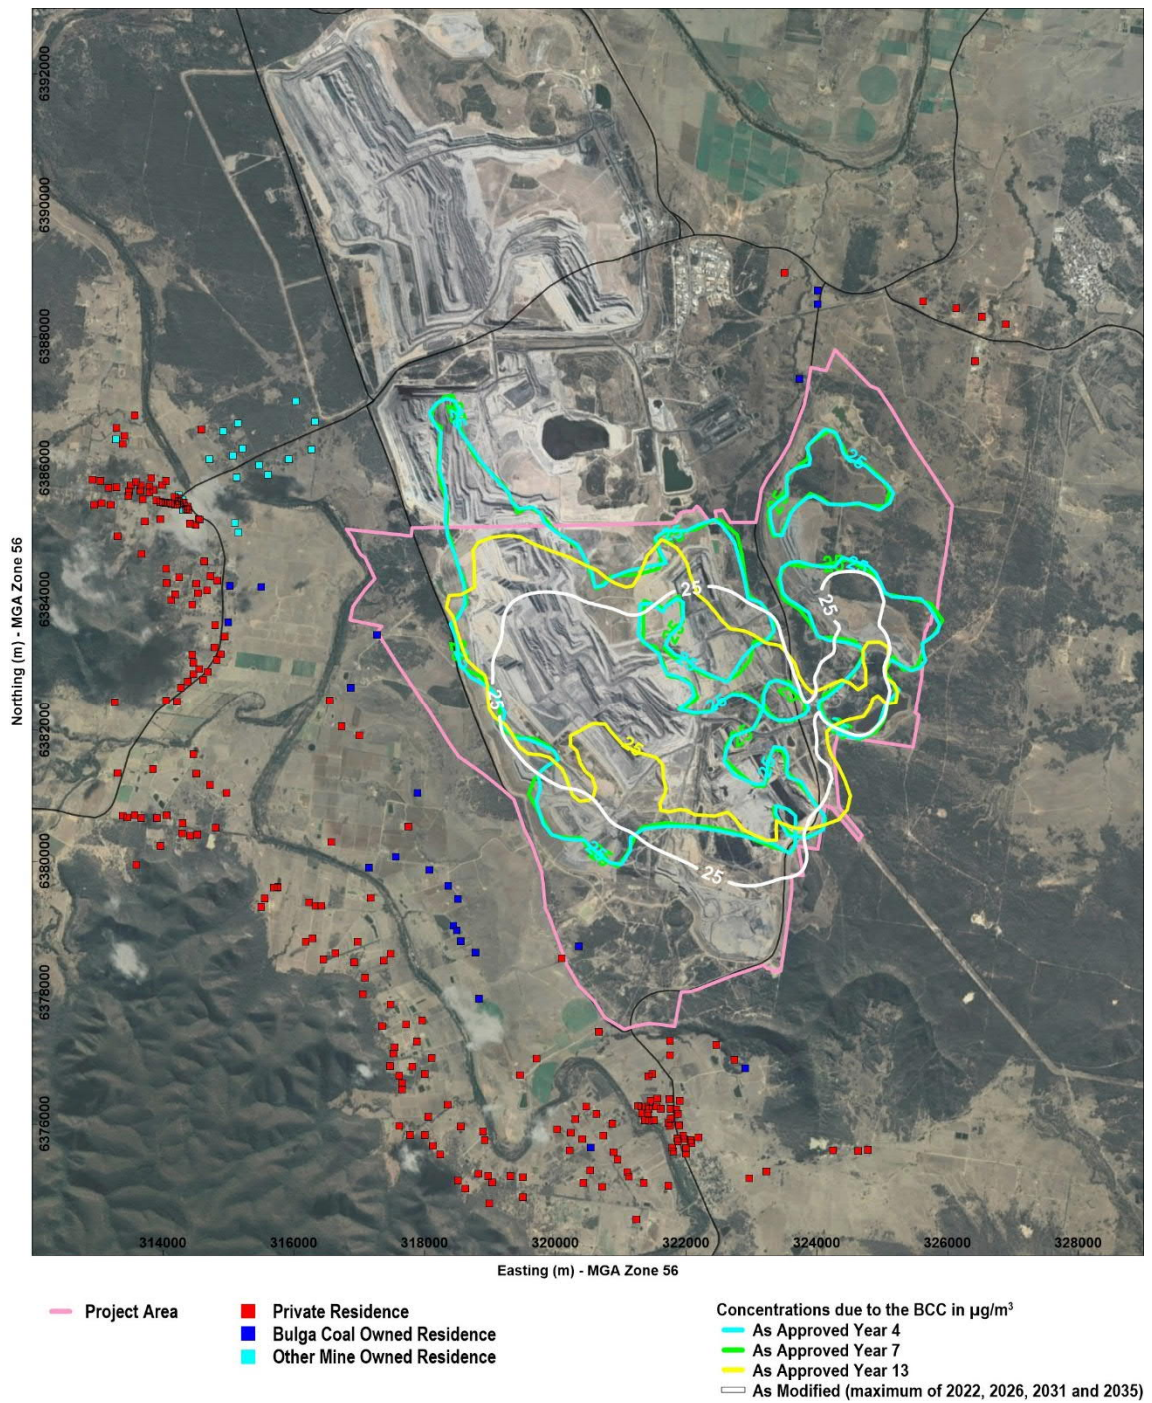 6392000
6390000
6388000
6386000
6384000
6382000
6380000
6378000
6376000
Northing (m) - MGA Zone 56
25
25
25
25
25
25
25
25
25
25
314000 316000 318000 320000 322000 324000 326000 328000
Easting (m) - MGA Zone 56
Project Area
Private Residence
Bulga Coal Owned Residence
Other Mine Owned Residence
Concentrations due to the BCC in µg/m³
As Approved Year 4
As Approved Year 7
As Approved Year 13
As Modified (maximum of 2022, 2026, 2031 and 2035)